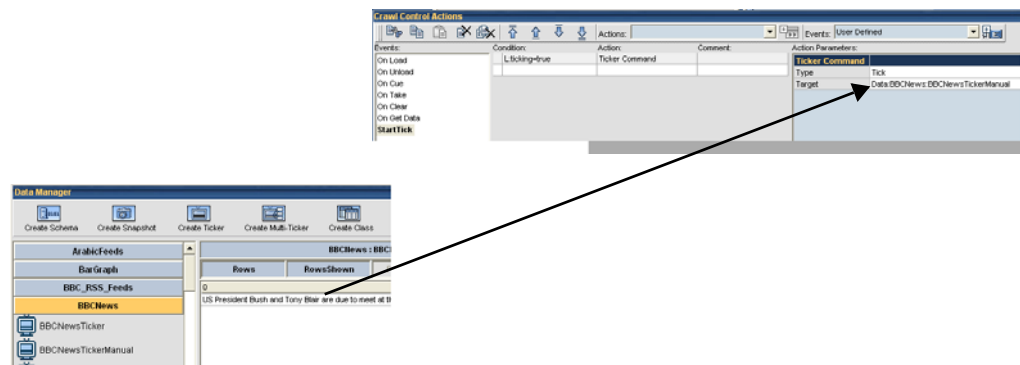 Crawl Control Actions
Actions:
Events: User Defined
Events:
Condition:
Action:
Comment:
Action Parameters:
On Load
L.ticking=true
Ticker Command
Ticker Command
On Unload
Type
Tick
On Cue
Target
Data:BBCNews:BBCNewsTickerManual
On Take
On Clear
On Get Data
StartTick
Data Manager
Create Schema
Create Snapshot
Create Ticker
Create Multi-Ticker
Create Class
ArabicFeeds
BBCNews : BBC
BarGraph
Rows
RowsShown
BBC_RSS_Feeds
0
BBCNews
US President Bush and Tony Blair are due to meet at
BBCNewsTicker
BBCNewsTickerManual